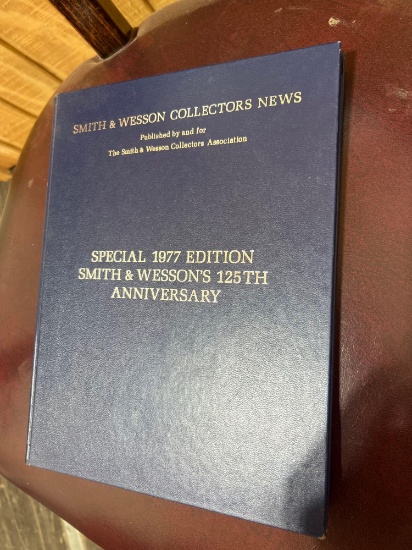 SMITH & WESSON COLLECTORS NEWS
Published by and for
The Smith & Wesson Collectors Association
SPECIAL 1977 EDITION
SMITH & WESSON'S 125TH
ANNIVERSARY